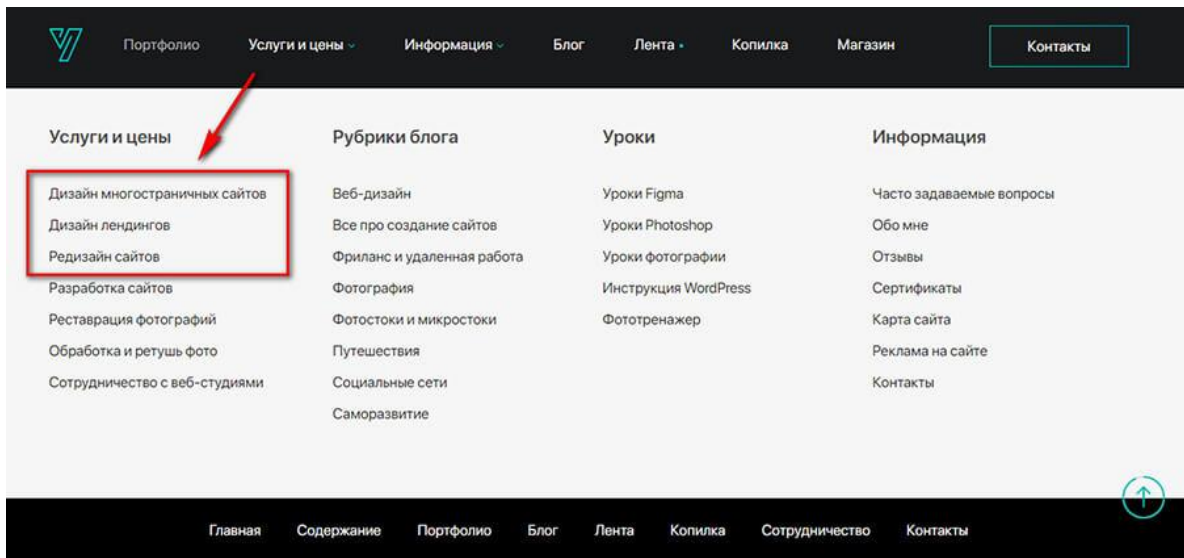 Портфолио Услуги и цены Информация Блог Лента Копилка Магазин Контакты
Услуги и цены
Дизайн многостраничных сайтов
Дизайн лендингов
Редизайн сайтов
Разработка сайтов
Реставрация фотографий
Обработка и ретушь фото
Сотрудничество с веб-студиями
Рубрики блога
Веб-дизайн
Все про создание сайтов
Фриланс и удаленная работа
Фотография
Фотостоки и микростоки
Путешествия
Социальные сети
Саморазвитие
Уроки
Уроки Figma
Уроки Photoshop
Уроки фотографии
Инструкция WordPress
Фототренажер
Информация
Часто задаваемые вопросы
Обо мне
Отзывы
Сертификаты
Карта сайта
Реклама на сайте
Контакты
Главная Содержание Портфолио Блог Лента Копилка Сотрудничество Контакты